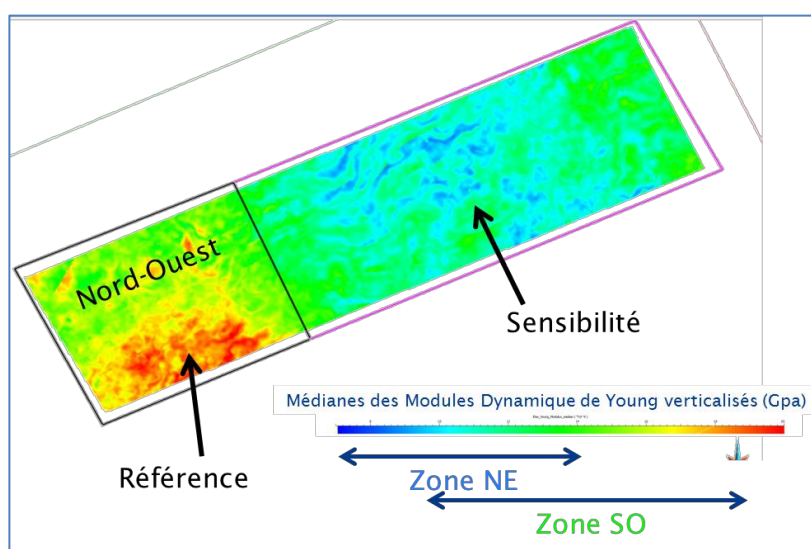 Nord-Ouest
Sensibilité
Médianes des Modules Dynamique de Young verticalisés (Gpa)
Référence
Zone NE
Zone SO